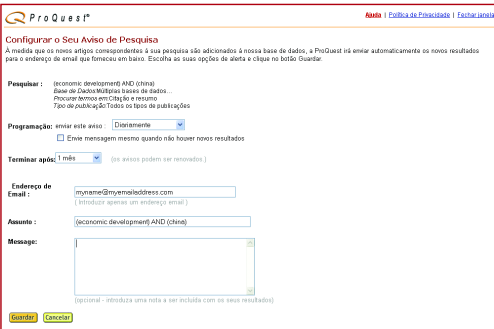 ProQuest®
Ajuda | Política de Privacidade | Fechar janela
Configurar o Seu Aviso de Pesquisa
À medida que os novos artigos correspondentes à sua pesquisa são adicionados à nossa base de dados, a ProQuest irá enviar automaticamente os novos resultados
para o endereço de email que forneceu em baixo. Escolha as suas opções de alerta e clique no botão Guardar.
Pesquisar : (economic development) AND (china)
Base de Dados:Múltiplas bases de dados...
Procurar termos em:Citação e resumo
Tipo de publicação:Todos os tipos de publicações
Programação: enviar este aviso : Diariamente
Envie mensagem mesmo quando não houver novos resultados
Terminar após: 1 mês (os avisos podem ser renovados.)
Endereço de
Email : myname@myemailaddress.com
( Introduzir apenas um endereço email )
Assunto : (economic development) AND (china)
Message:
(opcional - introduza uma nota a ser incluída com os seus resultados)
Guardar Cancelar